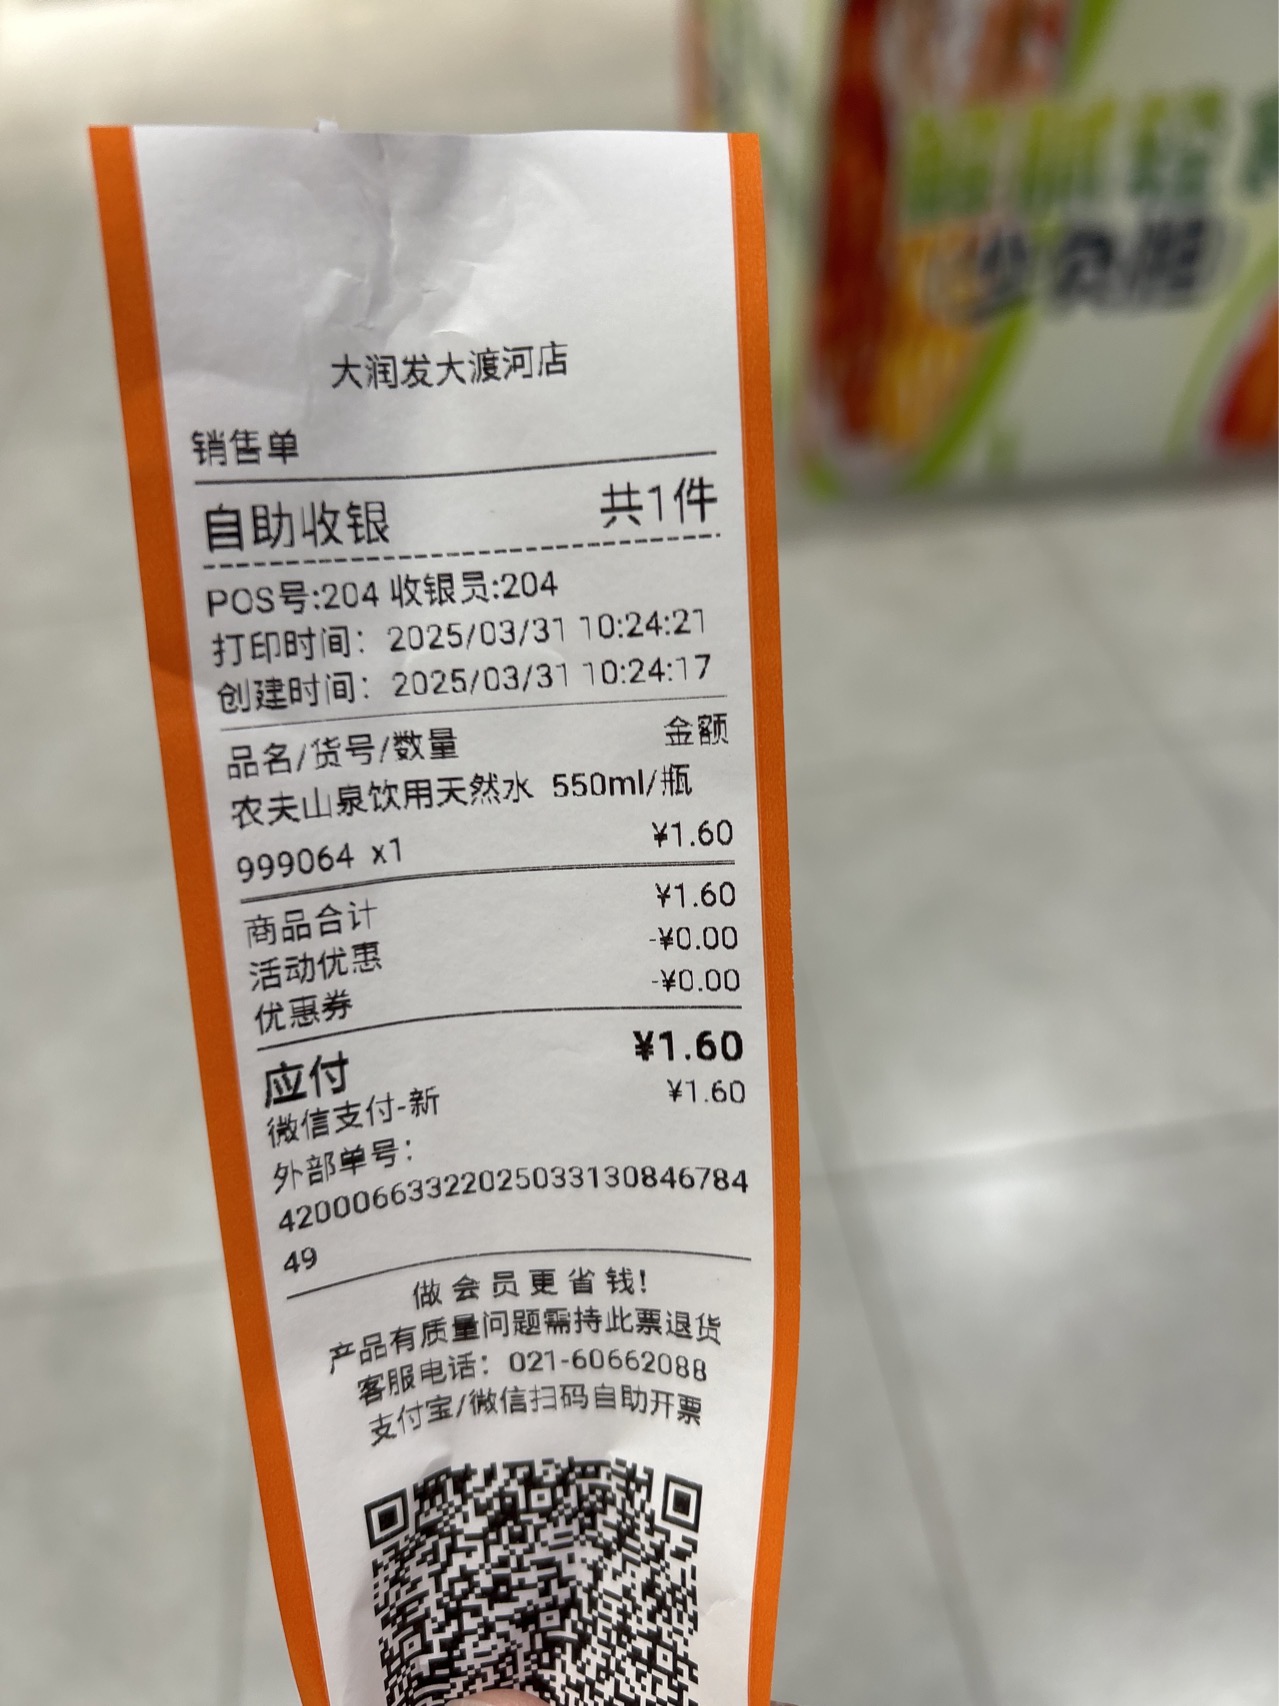 大润发大渡河店
销售单
自助收银 共1件
POS号:204 收银员:204
打印时间： 2025/03/31 10:24:21
创建时间： 2025/03/31 10:24:17
品名/货号/数量 金额
农夫山泉饮用天然水 550ml/瓶
999064 x1 ¥1.60
商品合计 ¥1.60
活动优惠 -¥0.00
优惠券 -¥0.00
应付 ¥1.60
微信支付-新 ¥1.60
外部单号：
42000663322025033130846784
49
做会员更省钱!
产品有质量问题需持此票退货
客服电话： 021-60662088
支付宝/微信扫码自助开票